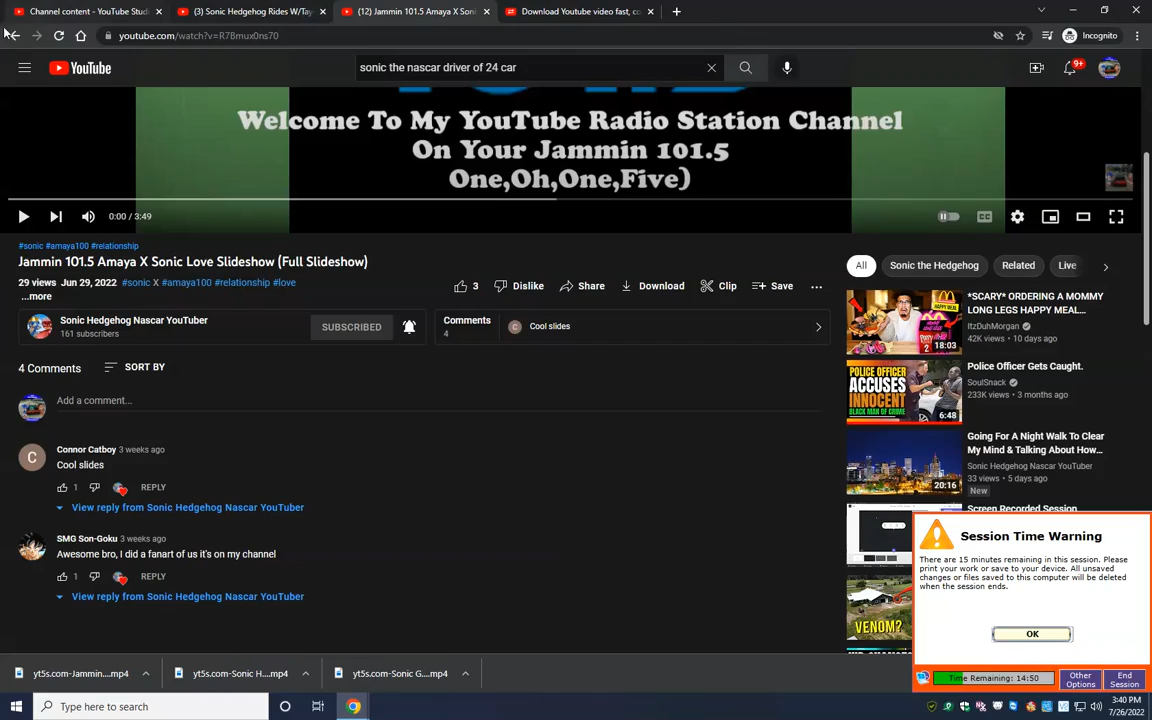 Channel content - YouTube Studi
(3) Sonic Hedgehog Rides W/Tay
(12) Jammin 101.5 Amaya X Soni
Download Youtube video fast, co
youtube.com/watch?v=R7Bmux0ns70
Incognito
YouTube
sonic the nascar driver of 24 car
9+
Welcome To My YouTube Radio Station Channel
On Your Jammin 101.5
One,Oh,One,Five)
0:00 / 3:49
#sonic #amaya100 #relationship
Jammin 101.5 Amaya X Sonic Love Slideshow (Full Slideshow)
29 views Jun 29, 2022 #sonic X #amaya100 #relationship #love
...more
3
Dislike
Share
Download
Clip
Save
Sonic Hedgehog Nascar YouTuber
161 subscribers
SUBSCRIBED
Comments
4
C
Cool slides
4 Comments
SORT BY
Add a comment...
C
Connor Catboy 3 weeks ago
Cool slides
1
REPLY
View reply from Sonic Hedgehog Nascar YouTuber
SMG Son-Goku 3 weeks ago
Awesome bro, I did a fanart of us it's on my channel
1
REPLY
View reply from Sonic Hedgehog Nascar YouTuber
All
Sonic the Hedgehog
Related
Live
*SCARY* ORDERING A MOMMY
LONG LEGS HAPPY MEAL...
ItzDuhMorgan
42K views • 10 days ago
18:03
Police Officer Gets Caught.
SoulSnack
233K views • 3 months ago
POLICE OFFICER
ACCUSES
INNOCENT
BLACK MAN OF CRIME
6:48
Going For A Night Walk To Clear
My Mind & Talking About How...
Sonic Hedgehog Nascar YouTuber
33 views • 5 days ago
New
20:16
Screen Recorded Session
VENOM?
Session Time Warning
There are 15 minutes remaining in this session. Please
print your work or save to your device. All unsaved
changes or files saved to this computer will be deleted
when the session ends.
OK
Time Remaining: 14:50
Other
Options
End
Session
yt5s.com-Jammin....mp4
yt5s.com-Sonic H....mp4
yt5s.com-Sonic G....mp4
Type here to search
3:40 PM
7/26/2022